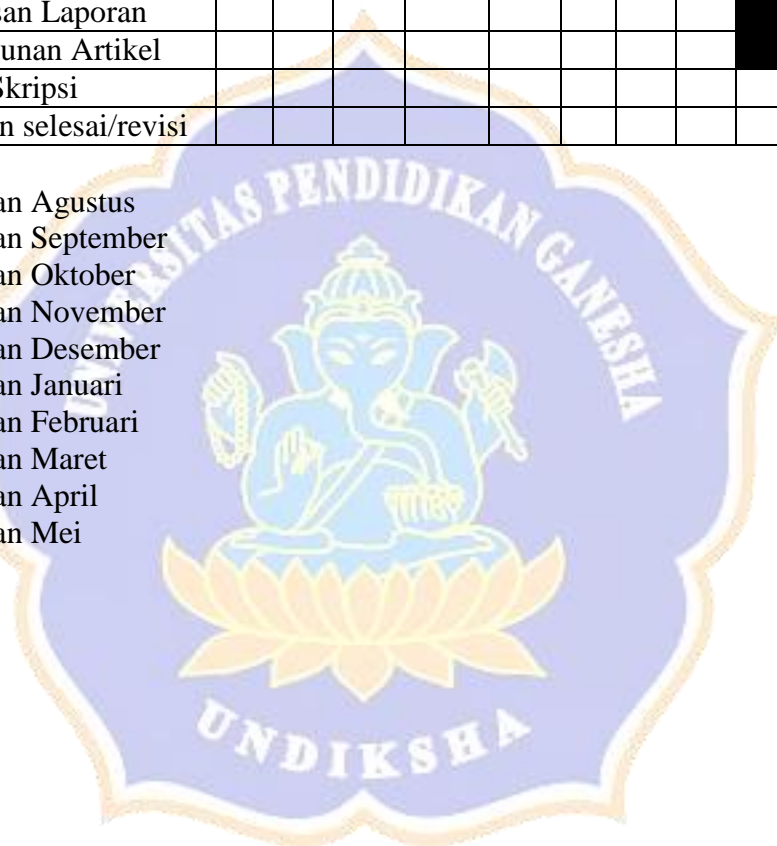 san Laporan
unan Artikel
Skripsi
n selesai/revisi
an Agustus
an September
an Oktober
an November
an Desember
an Januari
an Februari
an Maret
an April
an Mei
UNIVERSITAS PENDIDIKAN GANESHA
UNDIKSHA